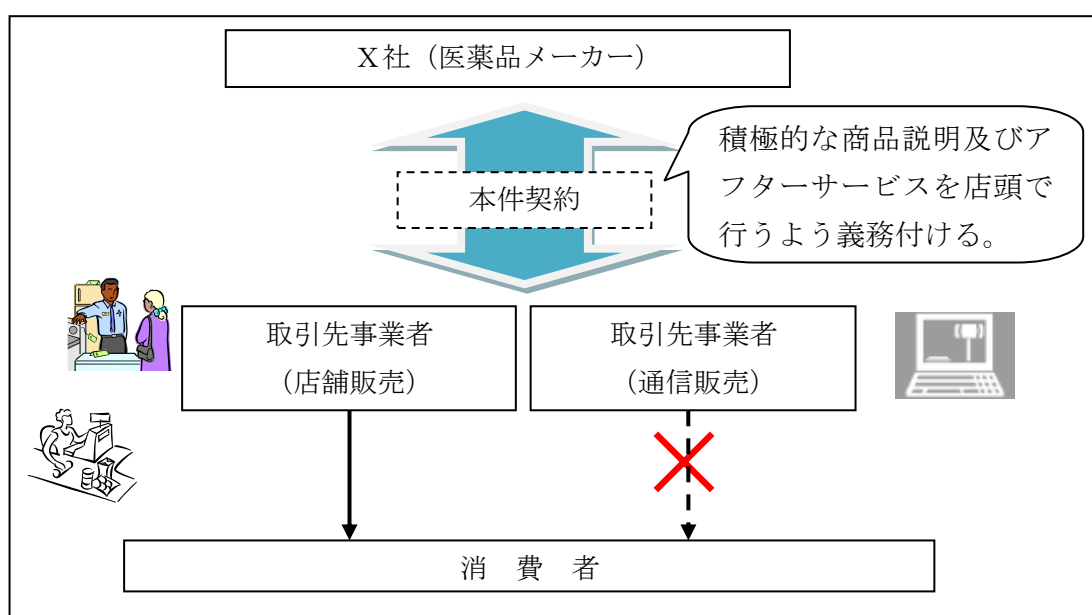 X社（医薬品メーカー）
積極的な商品説明及びア
フターサービスを店頭で
行うよう義務付ける。
本件契約
取引先事業者
（店舗販売）
取引先事業者
（通信販売）
消　費　者